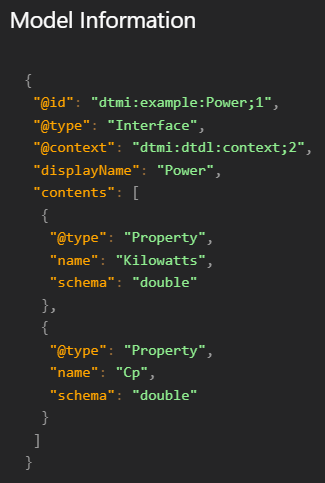 Model Information
{
"@id": "dtmi:example:Power;1",
"@type": "Interface",
"@context": "dtmi:dtdl:context;2",
"displayName": "Power",
"contents": [
{
"@type": "Property",
"name": "Kilowatts",
"schema": "double"
},
{
"@type": "Property",
"name": "Cp",
"schema": "double"
}
]
}